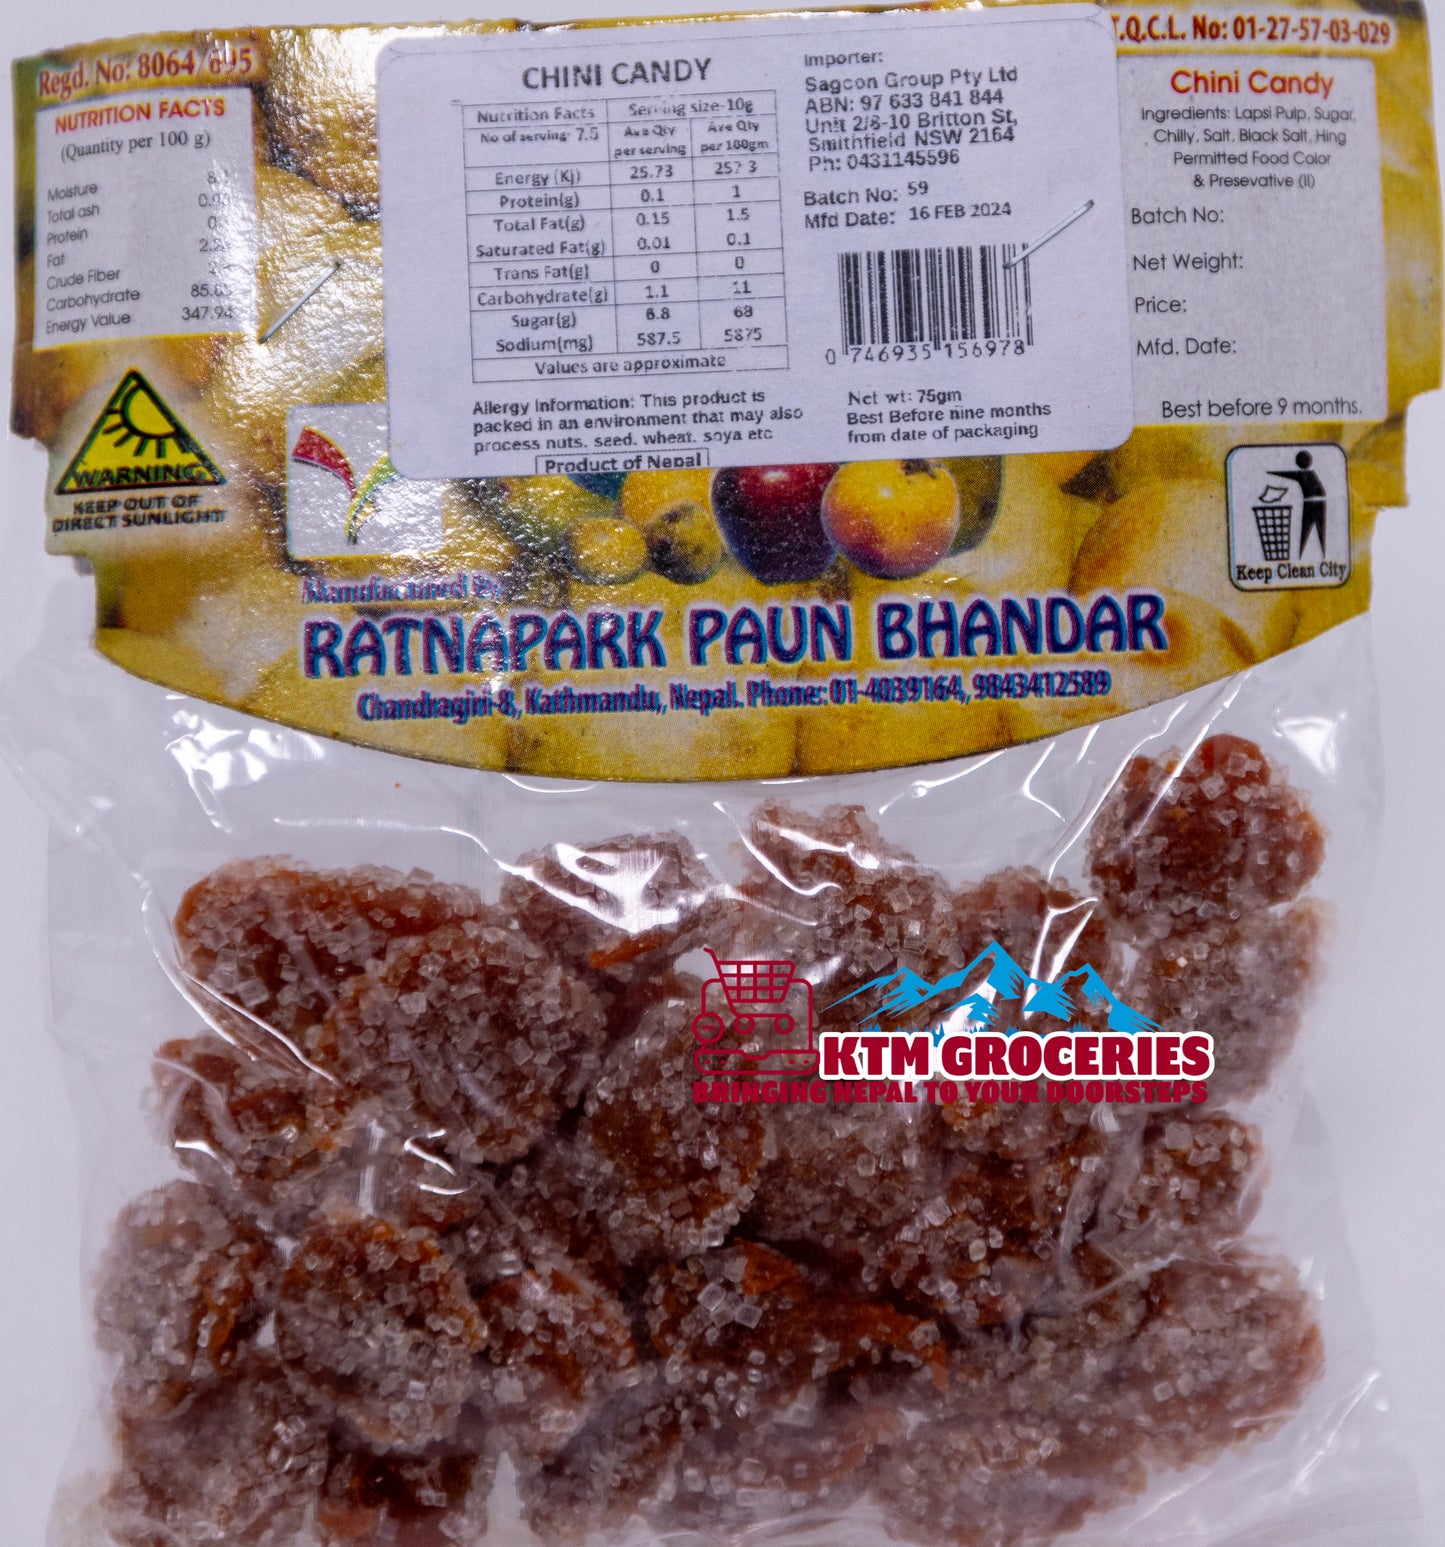 Regd. No: 8064/695
NUTRITION FACTS
(Quantity per 100 g)
Moisture
Total ash
Protein
Fat
Crude Fiber
Carbohydrate
Energy Value 347.94
WARNING
KEEP OUT OF
DIRECT SUNLIGHT
CHINI CANDY
Nutrition Facts Serving size-10g
No of serving: 7.5 Ave Qty per serving Ave Qty per 100gm
Energy (Kj) 25.73
Protein(g) 0.1 1
Total Fat(g) 0.15 1.5
Saturated Fat(g) 0.01 0.1
Trans Fat(g) 0 0
Carbohydrate(g) 1.1 11
Sugar(g) 6.8 68
Sodium(mg) 587.5 5875
Values are approximate
Allergy Information: This product is
packed in an environment that may also
process nuts, seed, wheat, soya etc
Product of Nepal
Importer:
Sagcon Group Pty Ltd
ABN: 97 633 841 844
Unit 2/8-10 Britton St,
Smithfield NSW 2164
Ph: 0431145596
Batch No: 59
Mfd Date: 16 FEB 2024
0 746935 156978
Net wt: 75gm
Best Before nine months
from date of packaging
.Q.C.L. No: 01-27-57-03-029
Chini Candy
Ingredients: Lapsi Pulp, Sugar,
Chilly, Salt, Black Salt, Hing
Permitted Food Color
& Presevative (II)
Batch No:
Net Weight:
Price:
Mfd. Date:
Best before 9 months.
Keep Clean City
Manufactured By
RATNAPARK PAUN BHANDAR
Chandragiri-8, Kathmandu, Nepal. Phone: 01-4039164, 9843412589
KTM GROCERIES
BRINGING NEPAL TO YOUR DOORSTEPS